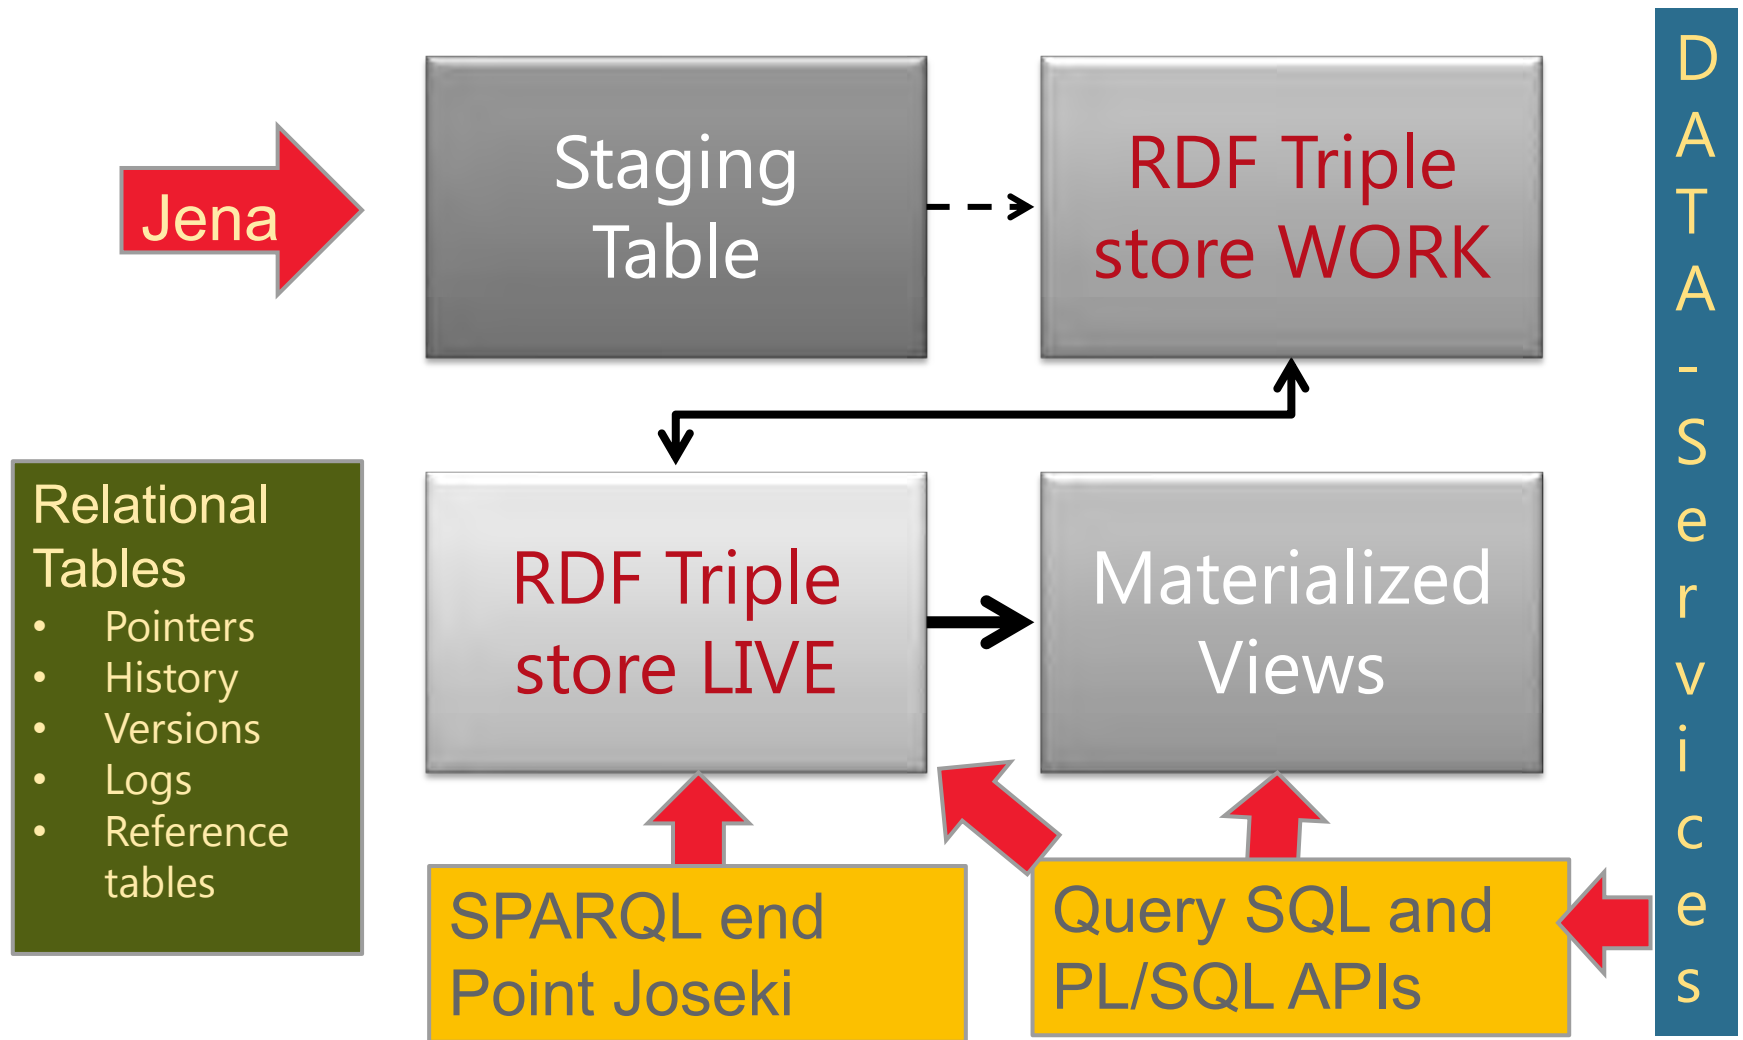 Jena
Staging
Table
RDF Triple
store WORK
Relational
Tables
• Pointers
• History
• Versions
• Logs
• Reference
tables
RDF Triple
store LIVE
Materialized
Views
SPARQL end
Point Joseki
Query SQL and
PL/SQL APIs
D
A
T
A
-
S
e
r
v
i
c
e
s